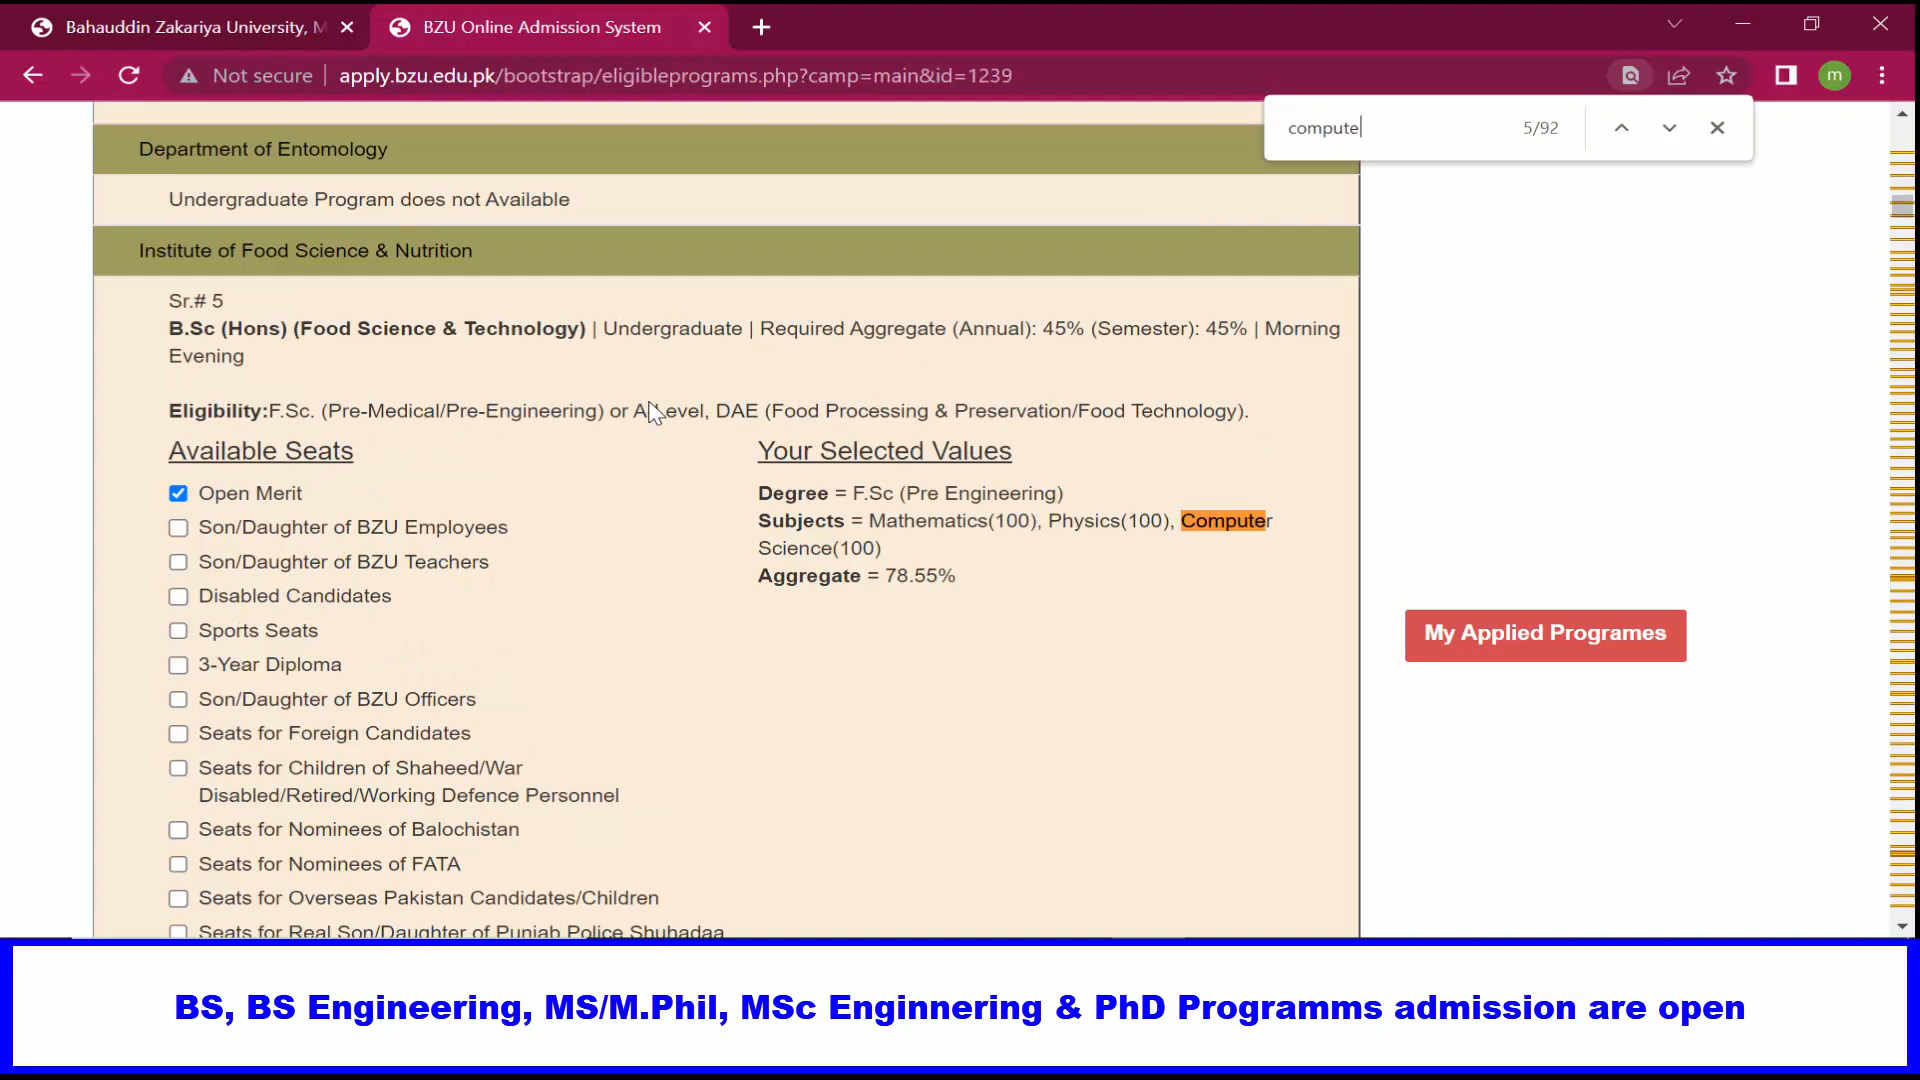 Bahauddin Zakariya University, M
BZU Online Admission System
Not secure
apply.bzu.edu.pk/bootstrap/eligibleprograms.php?camp=main&id=1239
m
compute
5/92
Department of Entomology
Undergraduate Program does not Available
Institute of Food Science & Nutrition
Sr.# 5
B.Sc (Hons) (Food Science & Technology) | Undergraduate | Required Aggregate (Annual): 45% (Semester): 45% | Morning
Evening
Eligibility:F.Sc. (Pre-Medical/Pre-Engineering) or A-Level, DAE (Food Processing & Preservation/Food Technology).
Available Seats
Open Merit
Son/Daughter of BZU Employees
Son/Daughter of BZU Teachers
Disabled Candidates
Sports Seats
3-Year Diploma
Son/Daughter of BZU Officers
Seats for Foreign Candidates
Seats for Children of Shaheed/War
Disabled/Retired/Working Defence Personnel
Seats for Nominees of Balochistan
Seats for Nominees of FATA
Seats for Overseas Pakistan Candidates/Children
Seats for Real Son/Daughter of Punjab Police Shuhadaa
Your Selected Values
Degree = F.Sc (Pre Engineering)
Subjects = Mathematics(100), Physics(100), Computer
Science(100)
Aggregate = 78.55%
My Applied Programes
BS, BS Engineering, MS/M.Phil, MSc Enginnering & PhD Programms admission are open